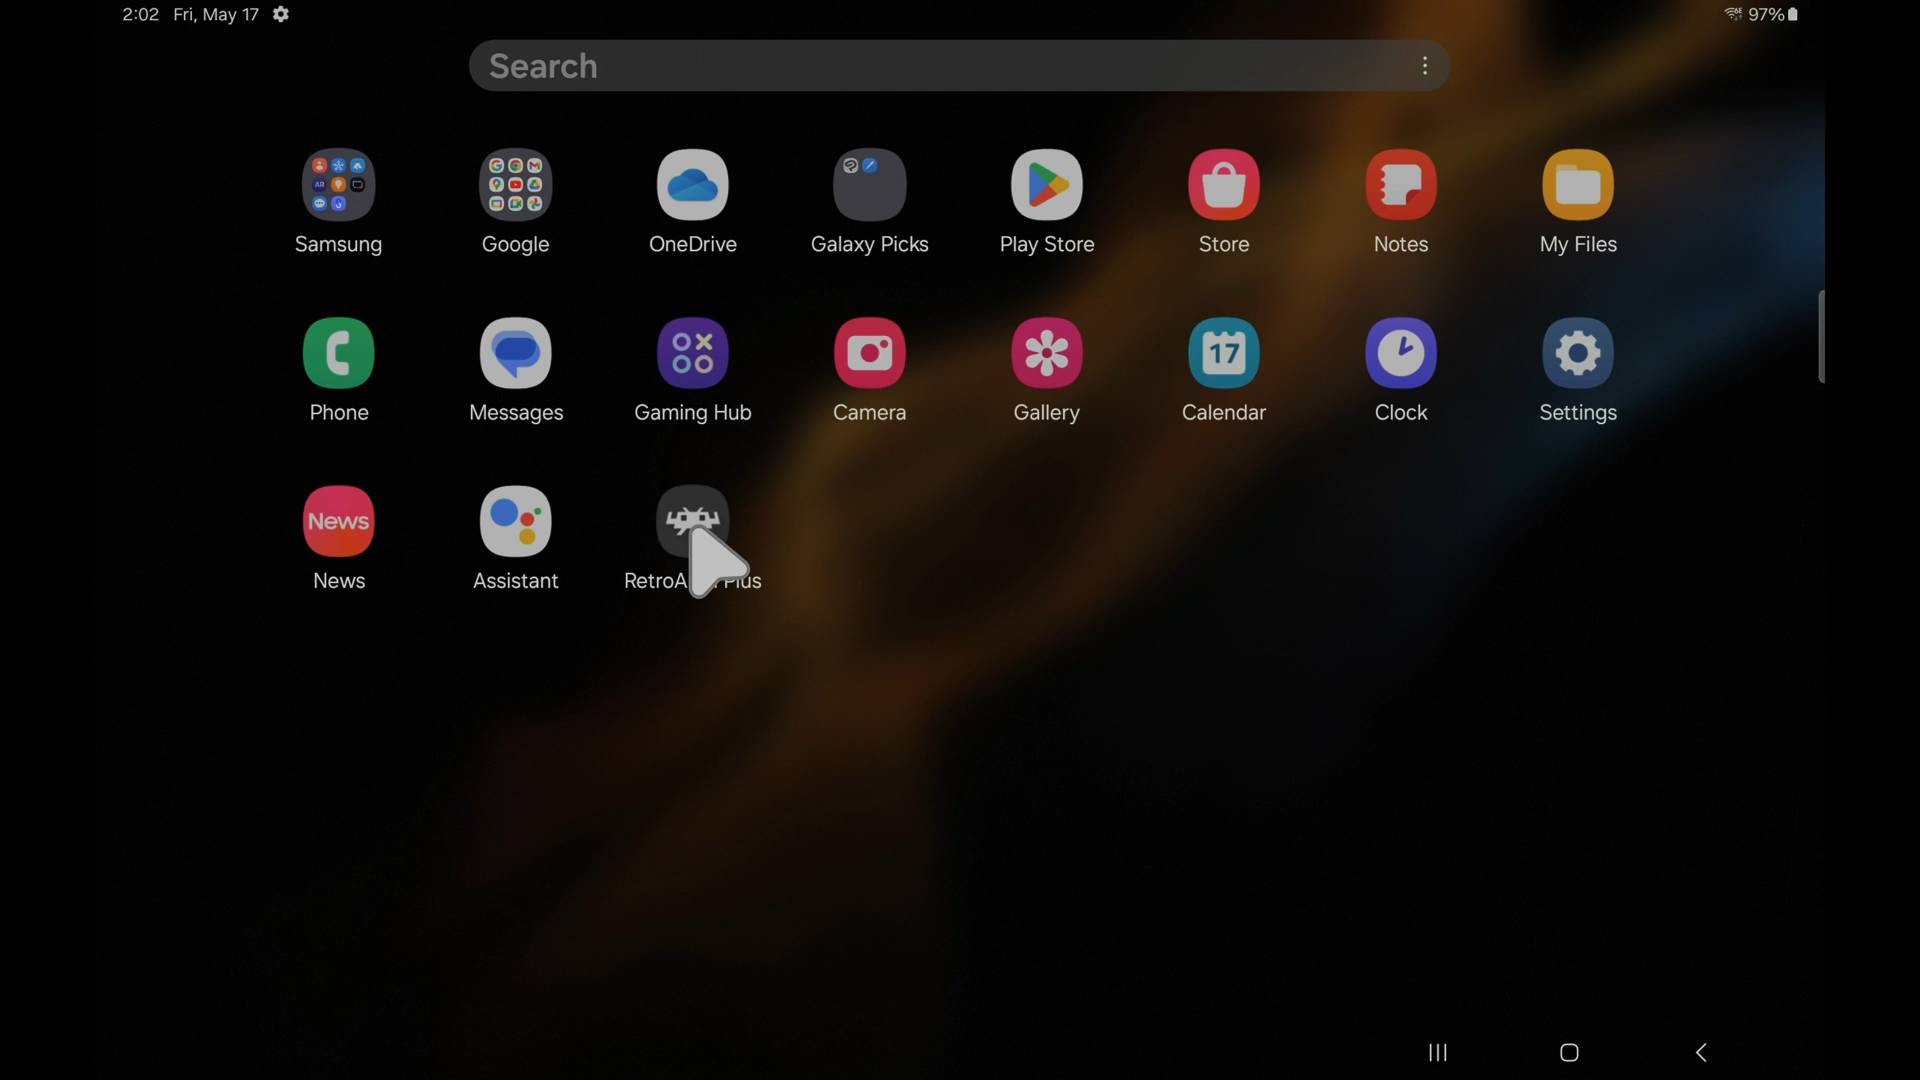 2:02 Fri, May 17 97%
Search
Samsung Google OneDrive Galaxy Picks Play Store Store Notes My Files
17
Phone Messages Gaming Hub Camera Gallery Calendar Clock Settings
News
News Assistant Plus